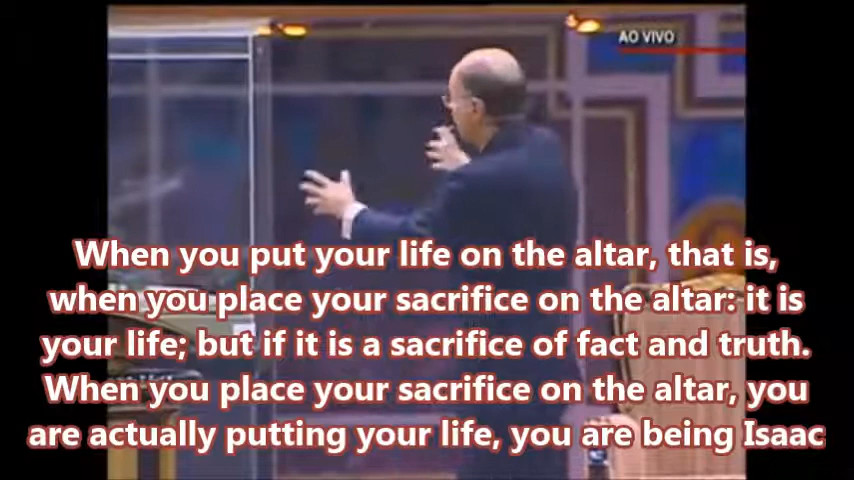 AO VIVO
When you put your life on the altar, that is,
when you place your sacrifice on the altar: it is
your life; but if it is a sacrifice of fact and truth.
When you place your sacrifice on the altar, you
are actually putting your life, you are being Isaac